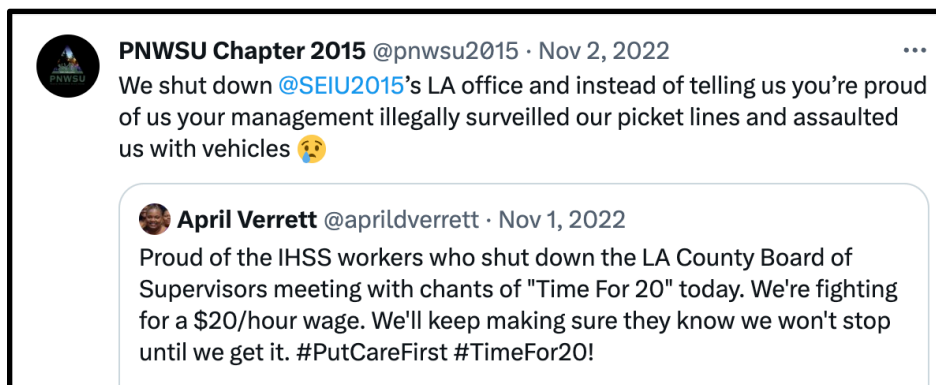 PNWSU Chapter 2015 @pnwsu2015 · Nov 2, 2022
We shut down @SEIU2015’s LA office and instead of telling us you’re proud
of us your management illegally surveilled our picket lines and assaulted
us with vehicles 😢
April Verrett @aprildverrett · Nov 1, 2022
Proud of the IHSS workers who shut down the LA County Board of
Supervisors meeting with chants of "Time For 20" today. We're fighting
for a $20/hour wage. We'll keep making sure they know we won't stop
until we get it. #PutCareFirst #TimeFor20!
PNWSU